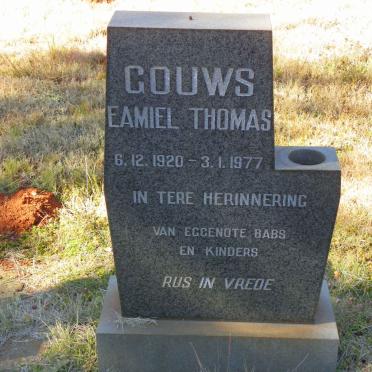 GOUWS
EAMIEL THOMAS
6.12.1920 - 3.1.1977
IN TERE HERINNERING
VAN EGGENOTE BABS
EN KINDERS
RUS IN VREDE